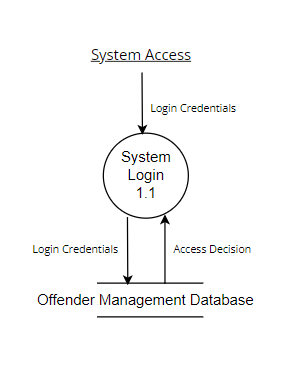 System Access
Login Credentials
System
Login
1.1
Login Credentials
Access Decision
Offender Management Database